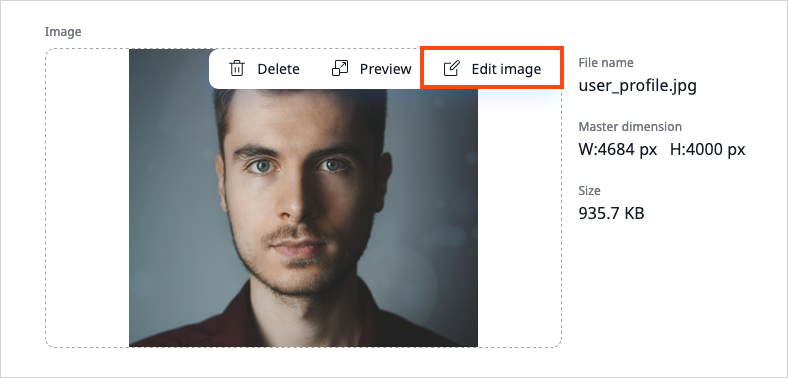 Image
Delete Preview Edit image
File name
user_profile.jpg
Master dimension
W:4684 px H:4000 px
Size
935.7 KB